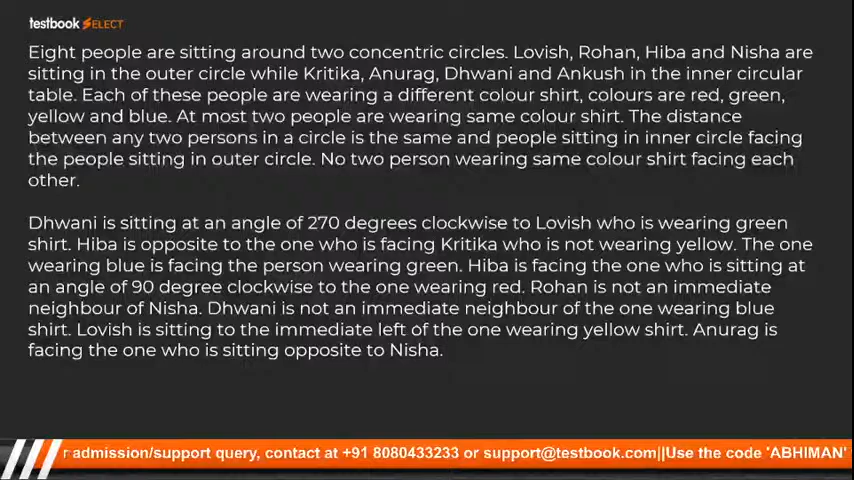 testbook SELECT
Eight people are sitting around two concentric circles. Lovish, Rohan, Hiba and Nisha are
sitting in the outer circle while Kritika, Anurag, Dhwani and Ankush in the inner circular
table. Each of these people are wearing a different colour shirt, colours are red, green,
yellow and blue. At most two people are wearing same colour shirt. The distance
between any two persons in a circle is the same and people sitting in inner circle facing
the people sitting in outer circle. No two person wearing same colour shirt facing each
other.
Dhwani is sitting at an angle of 270 degrees clockwise to Lovish who is wearing green
shirt. Hiba is opposite to the one who is facing Kritika who is not wearing yellow. The one
wearing blue is facing the person wearing green. Hiba is facing the one who is sitting at
an angle of 90 degree clockwise to the one wearing red. Rohan is not an immediate
neighbour of Nisha. Dhwani is not an immediate neighbour of the one wearing blue
shirt. Lovish is sitting to the immediate left of the one wearing yellow shirt. Anurag is
facing the one who is sitting opposite to Nisha.
r admission/support query, contact at +91 8080433233 or support@testbook.com||Use the code 'ABHIMAN'